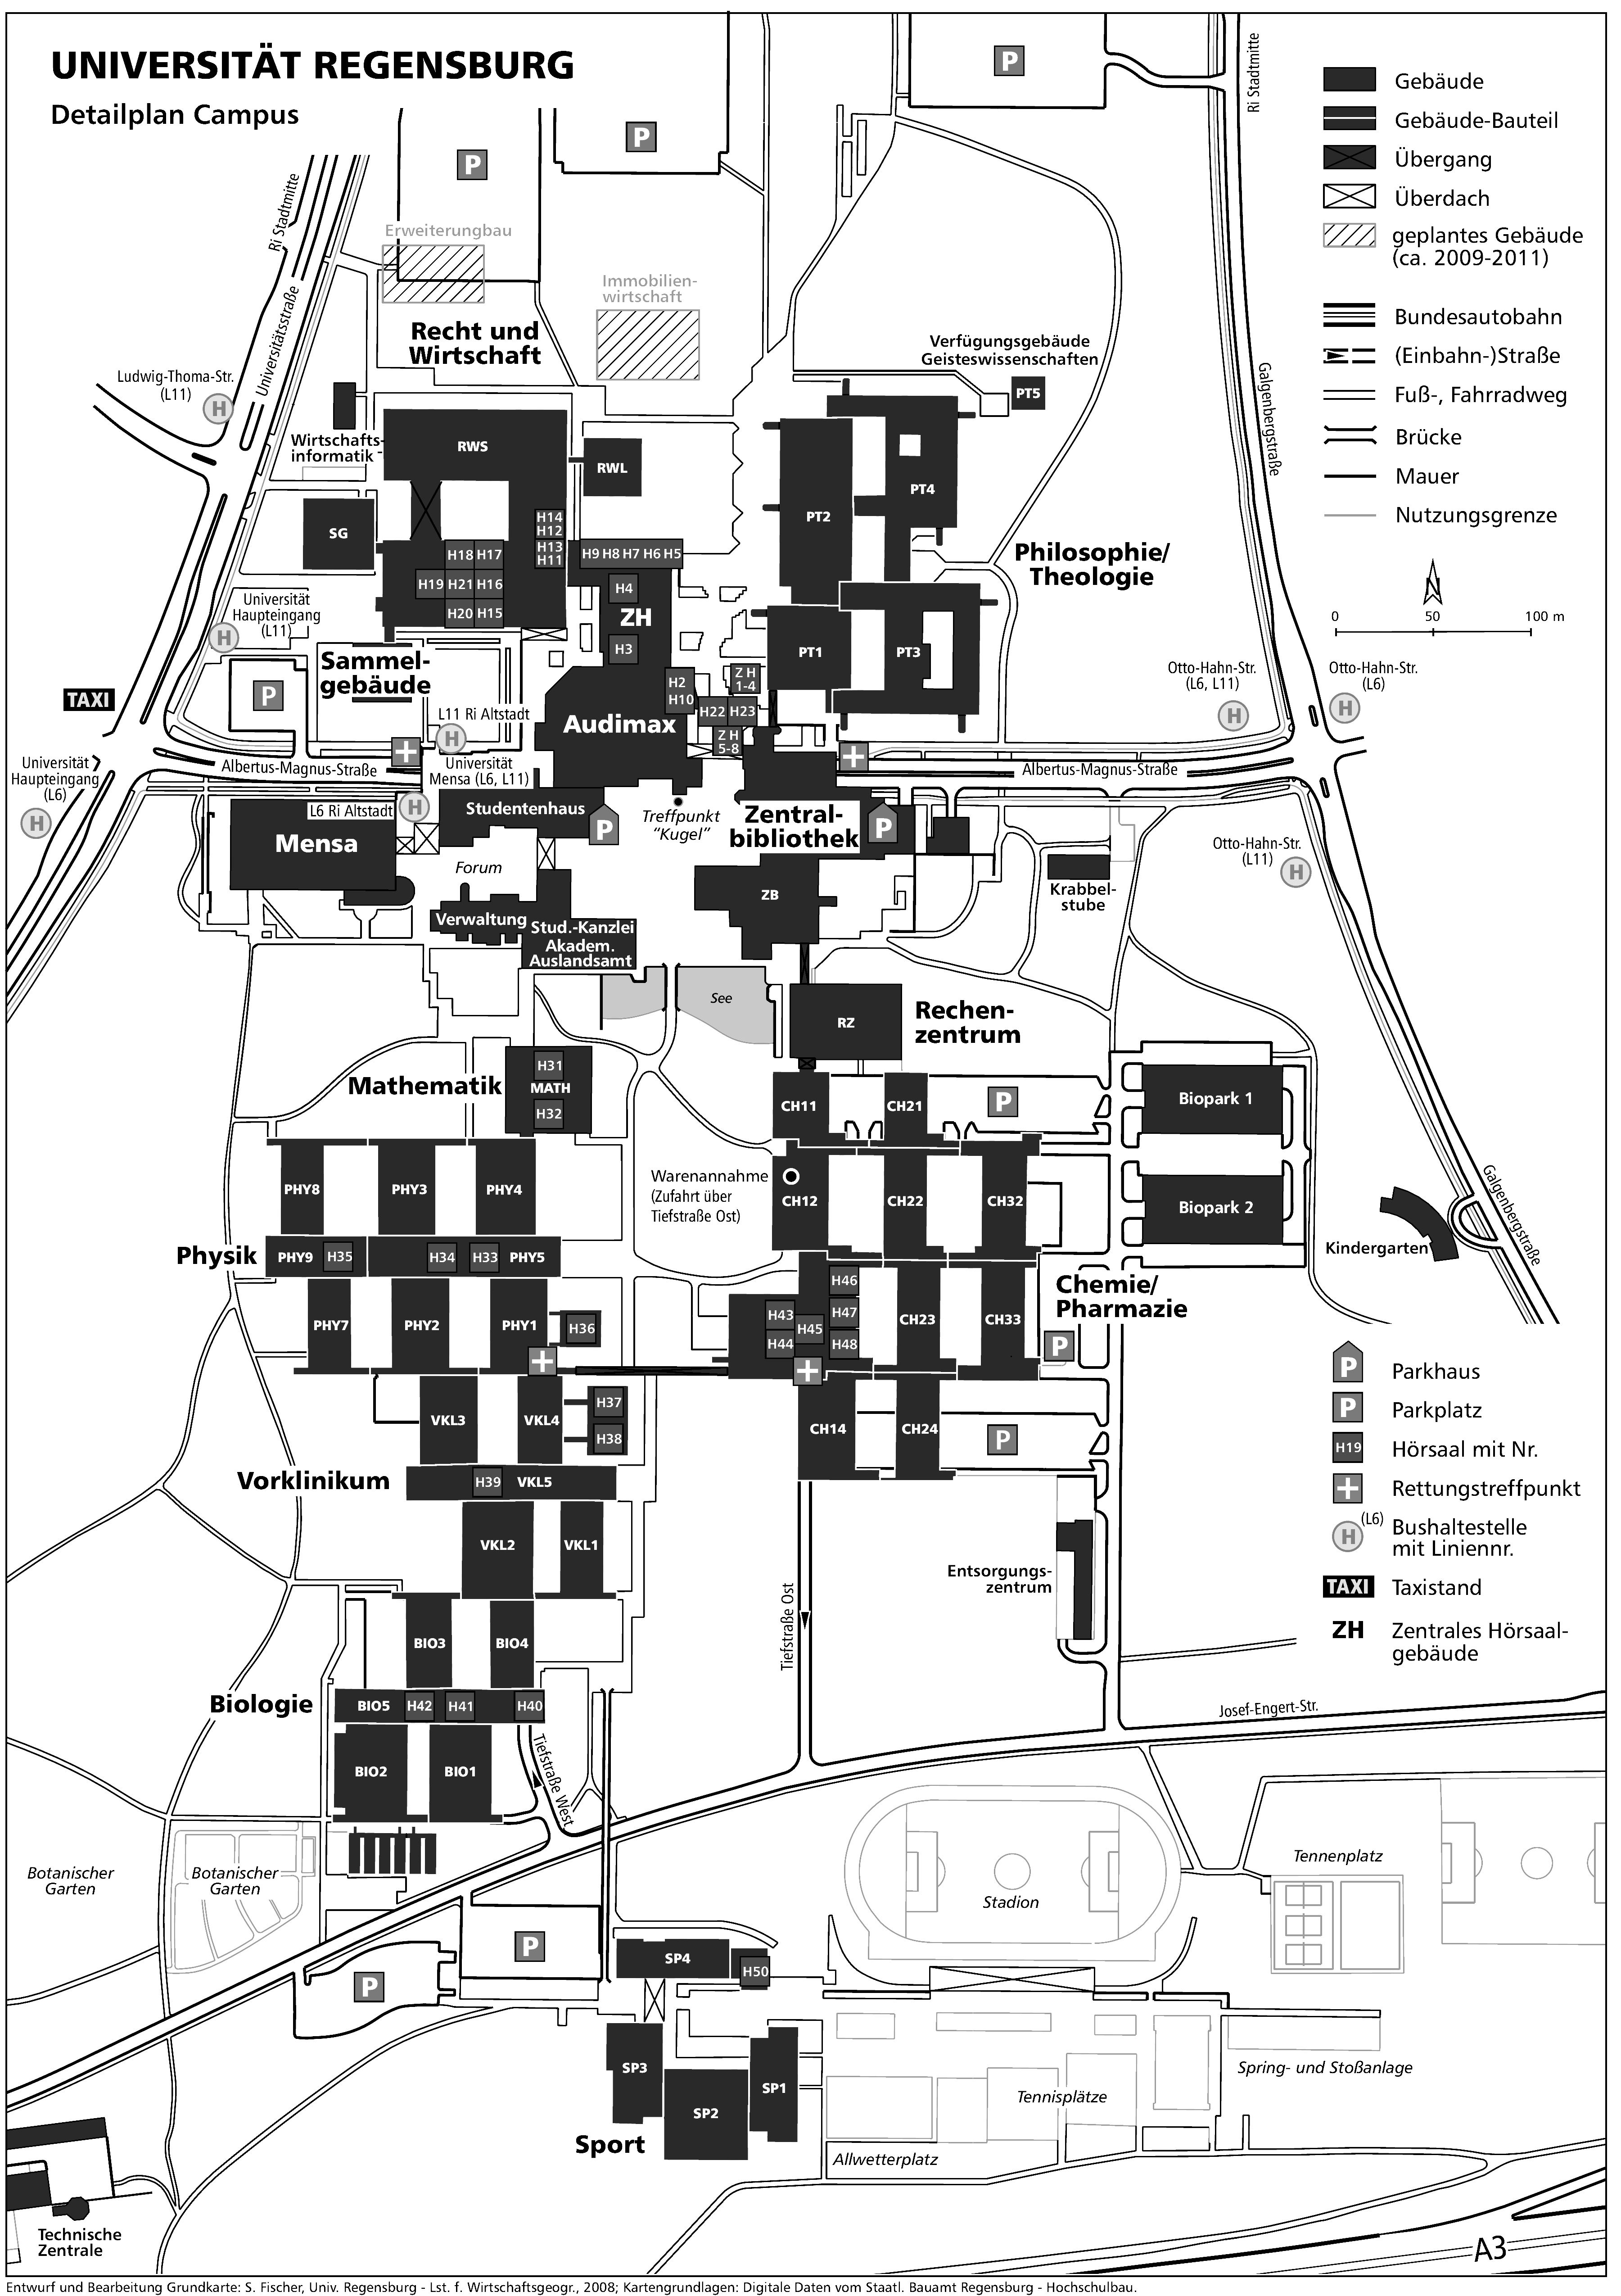 UNIVERSITÄT REGENSBURG
Detailplan Campus
Gebäude
Gebäude-Bauteil
Übergang
Überdach
geplantes Gebäude
(ca. 2009-2011)
Bundesautobahn
(Einbahn-)Straße
Fuß-, Fahrradweg
Brücke
Mauer
Nutzungsgrenze
0
50
100 m
P
P
P
Ri Stadtmitte
Ri Stadtmitte
Universitätsstraße
Galgenbergstraße
Erweiterungbau
Immobilien-
wirtschaft
Recht und
Wirtschaft
Verfügungsgebäude
Geisteswissenschaften
PT5
Ludwig-Thoma-Str.
(L11)
H
Wirtschafts-
informatik
RWS
RWL
SG
PT2
PT4
H14
H12
H13
H11
H18
H17
H19
H21
H16
H20
H15
H9 H8 H7 H6 H5
H4
ZH
H3
Philosophie/
Theologie
PT1
PT3
Universität
Haupteingang
(L11)
H
Sammel-
gebäude
P
TAXI
H2
H10
Z H
1-4
H22
H23
Z H
5-8
Audimax
L11 Ri Altstadt
H
Universität
Mensa (L6, L11)
Otto-Hahn-Str.
(L6, L11)
H
Otto-Hahn-Str.
(L6)
H
Universität
Haupteingang
(L6)
H
Albertus-Magnus-Straße
Albertus-Magnus-Straße
L6 Ri Altstadt
H
Mensa
Studentenhaus
P
Treffpunkt
"Kugel"
Zentral-
bibliothek
P
Forum
ZB
Verwaltung
Stud.-Kanzlei
Akadem.
Auslandsamt
Krabbel-
stube
Otto-Hahn-Str.
(L11)
H
See
RZ
Rechen-
zentrum
Mathematik
H31
MATH
H32
CH11
CH21
P
Biopark 1
PHY8
PHY3
PHY4
Warenannahme
(Zufahrt über
Tiefstraße Ost)
CH12
CH22
CH32
Biopark 2
Kindergarten
Galgenbergstraße
Physik
PHY9
H35
H34
H33
PHY5
PHY7
PHY2
PHY1
H36
H46
H43
H47
H45
H44
H48
CH23
CH33
Chemie/
Pharmazie
P
VKL3
VKL4
H37
H38
CH14
CH24
P
Vorklinikum
H39
VKL5
VKL2
VKL1
Entsorgungs-
zentrum
Tiefstraße Ost
P
Parkhaus
P
Parkplatz
H19
Hörsaal mit Nr.
Rettungstreffpunkt
H
(L6)
Bushaltestelle
mit Liniennr.
TAXI
Taxistand
ZH
Zentrales Hörsaal-
gebäude
BIO3
BIO4
Biologie
BIO5
H42
H41
H40
BIO2
BIO1
Tiefstraße West
Josef-Engert-Str.
Botanischer
Garten
Botanischer
Garten
Stadion
Tennenplatz
P
P
SP4
H50
SP3
SP2
SP1
Sport
Spring- und Stoßanlage
Tennisplätze
Allwetterplatz
Technische
Zentrale
A3
Entwurf und Bearbeitung Grundkarte: S. Fischer, Univ. Regensburg - Lst. f. Wirtschaftsgeogr., 2008; Kartengrundlagen: Digitale Daten vom Staatl. Bauamt Regensburg - Hochschulbau.